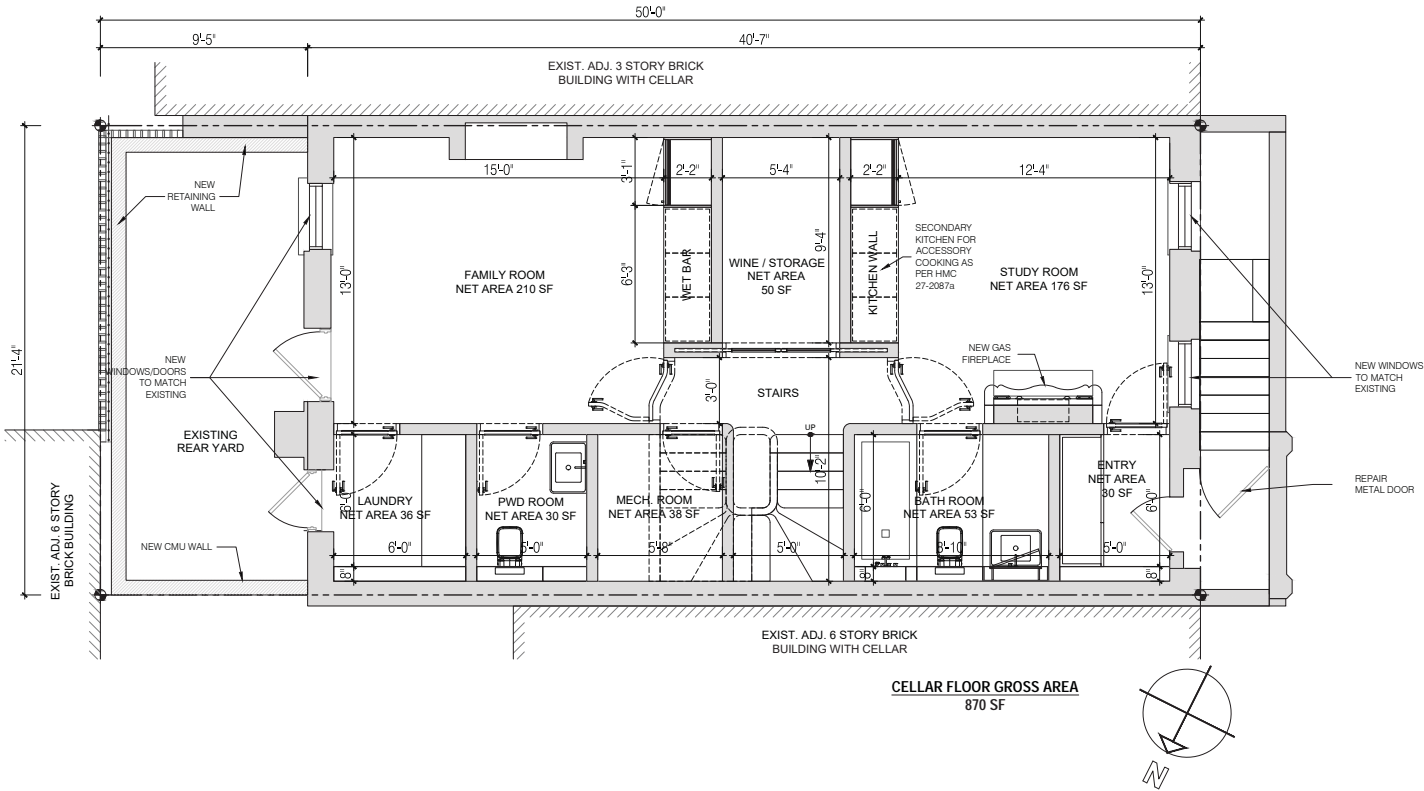 50'-0"
9'-5"
40'-7"
EXIST. ADJ. 3 STORY BRICK
BUILDING WITH CELLAR
21'-4"
NEW
RETAINING
WALL
15'-0"
3'-1"
2'-2"
5'-4"
2'-2"
12'-4"
13'-0"
FAMILY ROOM
NET AREA 210 SF
6'-3"
WET BAR
9'-4"
WINE / STORAGE
NET AREA
50 SF
KITCHEN WALL
SECONDARY
KITCHEN FOR
ACCESSORY
COOKING AS
PER HMC
27-2087a
STUDY ROOM
NET AREA 176 SF
13'-0"
NEW
WINDOWS/DOORS
TO MATCH
EXISTING
NEW GAS
FIREPLACE
NEW WINDOWS
TO MATCH
EXISTING
3'-0"
STAIRS
UP
10'-2"
EXISTING
REAR YARD
EXIST. ADJ. 6 STORY
BRICK BUILDING
NEW CMU WALL
6'-0"
LAUNDRY
NET AREA 36 SF
6'-0"
8"
PWD ROOM
NET AREA 30 SF
5'-0"
MECH. ROOM
NET AREA 38 SF
5'-8"
5'-0"
6'-0"
BATH ROOM
NET AREA 53 SF
8'-10"
8"
ENTRY
NET AREA
30 SF
6'-0"
5'-0"
8"
REPAIR
METAL DOOR
EXIST. ADJ. 6 STORY BRICK
BUILDING WITH CELLAR
CELLAR FLOOR GROSS AREA
870 SF
N